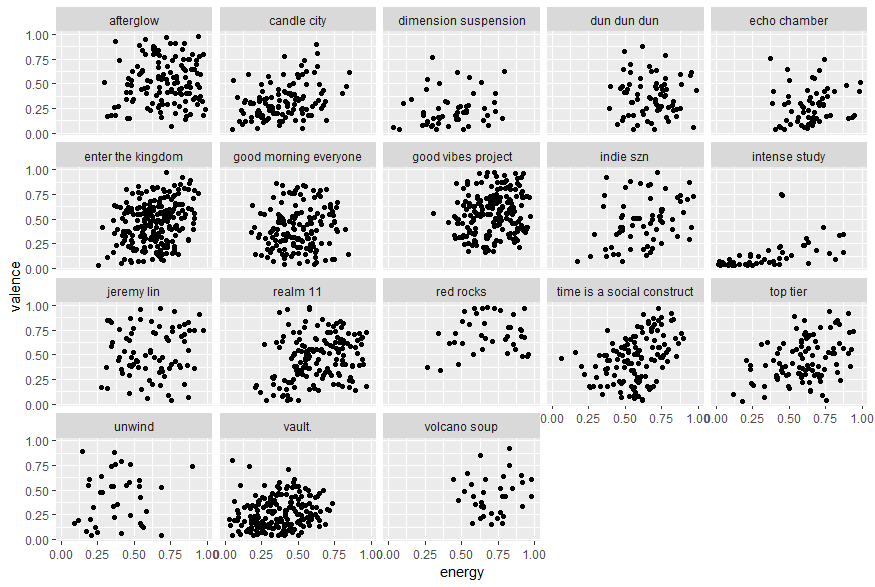 afterglow candle city dimension suspension dun dun dun echo chamber
1.00
0.75
0.50
0.25
0.00
enter the kingdom good morning everyone good vibes project indie szn intense study
1.00
0.75
0.50
0.25
0.00
valence
jeremy lin realm 11 red rocks time is a social construct top tier
1.00
0.75
0.50
0.25
0.00
0.00 0.25 0.50 0.75 1.00 0.00 0.25 0.50 0.75 1.00
unwind vault. volcano soup
1.00
0.75
0.50
0.25
0.00
0.00 0.25 0.50 0.75 1.00 0.00 0.25 0.50 0.75 1.00 0.00 0.25 0.50 0.75 1.00
energy